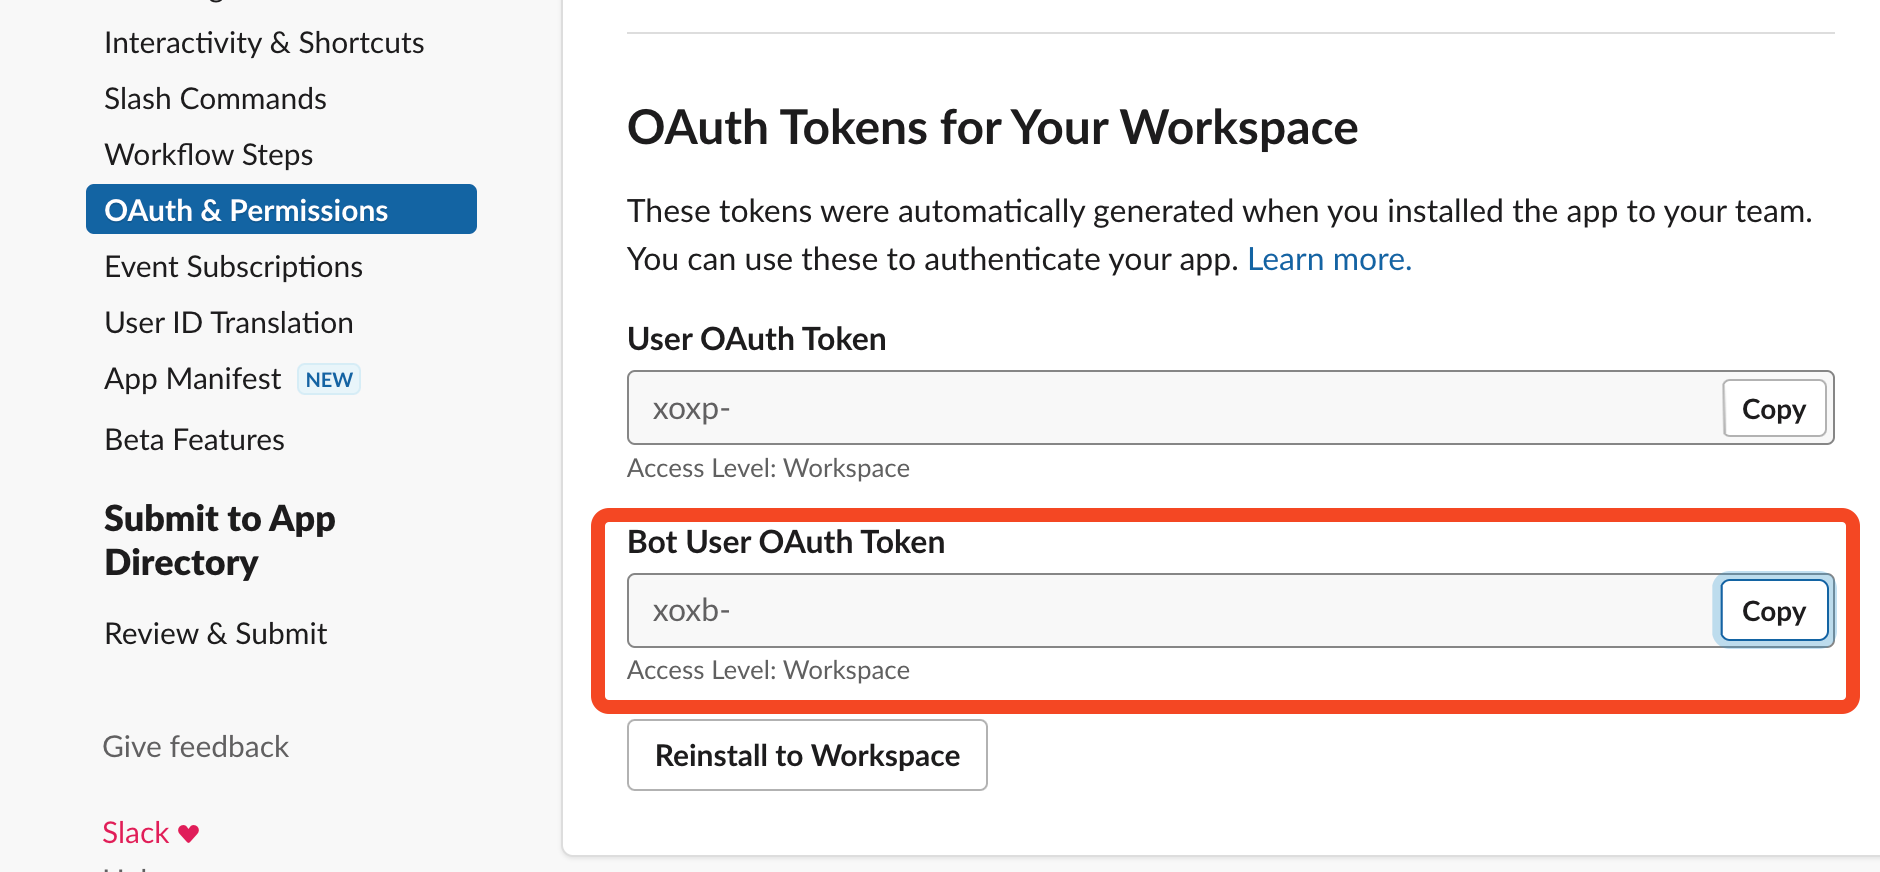 Interactivity & Shortcuts
Slash Commands
Workflow Steps
OAuth & Permissions
Event Subscriptions
User ID Translation
App Manifest NEW
Beta Features
Submit to App
Directory
Review & Submit
Give feedback
Slack ♥
OAuth Tokens for Your Workspace
These tokens were automatically generated when you installed the app to your team.
You can use these to authenticate your app. Learn more.
User OAuth Token
xoxp-
Copy
Access Level: Workspace
Bot User OAuth Token
xoxb-
Copy
Access Level: Workspace
Reinstall to Workspace